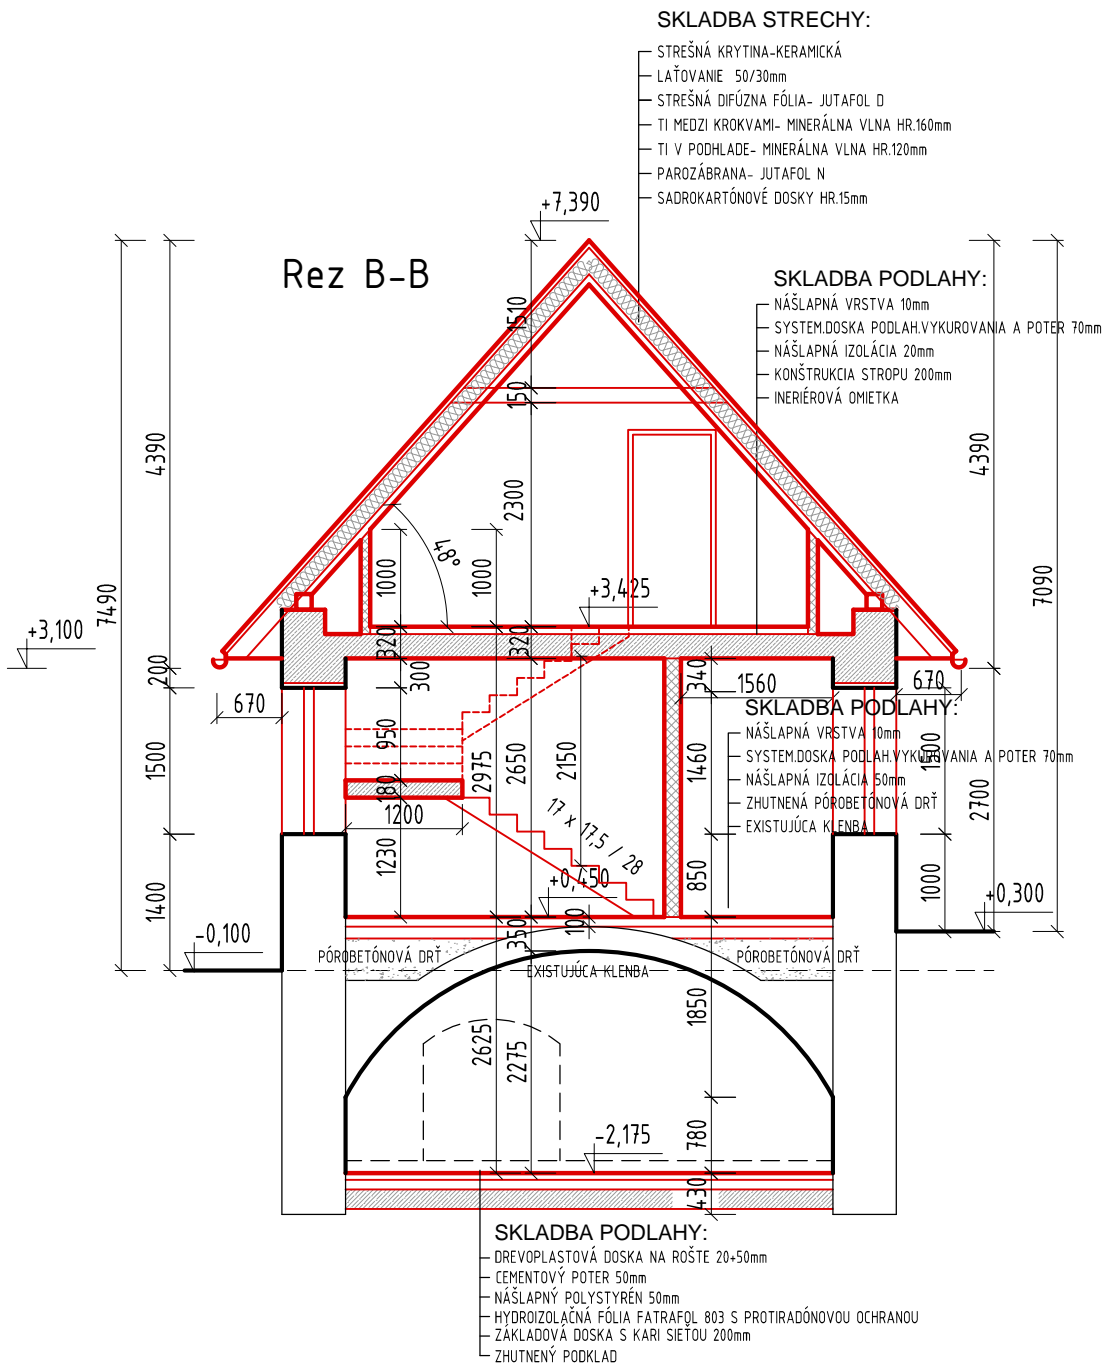 SKLADBA STRECHY:
STREŠNÁ KRYTINA-KERAMICKÁ
LAŤOVANIE 50/30mm
STREŠNÁ DIFÚZNA FÓLIA- JUTAFOL D
TI MEDZI KROKVAMI- MINERÁLNA VLNA HR.160mm
TI V PODHLADE- MINERÁLNA VLNA HR.120mm
PAROZÁBRANA- JUTAFOL N
SADROKARTÓNOVÉ DOSKY HR.15mm
+7,390
Rez B-B
SKLADBA PODLAHY:
NÁŠLAPNÁ VRSTVA 10mm
SYSTEM.DOSKA PODLAH.VYKUROVANIA A POTER 70mm
NÁŠLAPNÁ IZOLÁCIA 20mm
KONŠTRUKCIA STROPU 200mm
INERIÉROVÁ OMIETKA
1510
150
4390
4390
2300
48°
1000
1000
7490
7090
+3,425
+3,100
320
320
200
300
340
670
1560
670
SKLADBA PODLAHY:
NÁŠLAPNÁ VRSTVA 10mm
SYSTEM.DOSKA PODLAH.VYKUROVANIA A POTER 70mm
NÁŠLAPNÁ IZOLÁCIA 50mm
ZHUTNENÁ PÓROBETÓNOVÁ DRŤ
EXISTUJÚCA KLENBA
1500
950
2975
2650
2150
1460
1500
2700
180
1200
17 x 17,5 / 28
1230
850
1400
1000
+0,450
+0,300
-0,100
350
100
PÓROBETÓNOVÁ DRŤ
EXISTUJÚCA KLENBA
PÓROBETÓNOVÁ DRŤ
1850
2625
2275
780
-2,175
430
SKLADBA PODLAHY:
DREVOPLASTOVÁ DOSKA NA ROŠTE 20+50mm
CEMENTOVÝ POTER 50mm
NÁŠLAPNÝ POLYSTYRÉN 50mm
HYDROIZOLAČNÁ FÓLIA FATRAFOL 803 S PROTIRADÓNOVOU OCHRANOU
ZÁKLADOVÁ DOSKA S KARI SIEŤOU 200mm
ZHUTNENÝ PODKLAD